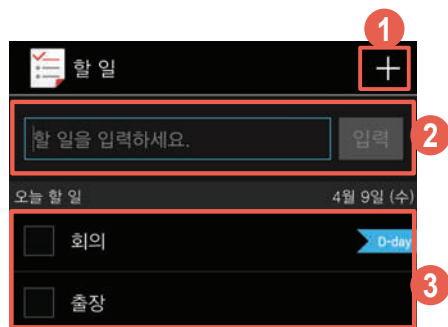 1
할 일
+
할 일을 입력하세요. 입력
2
오늘 할 일 4월 9일 (수)
회의 D-day
3
출장